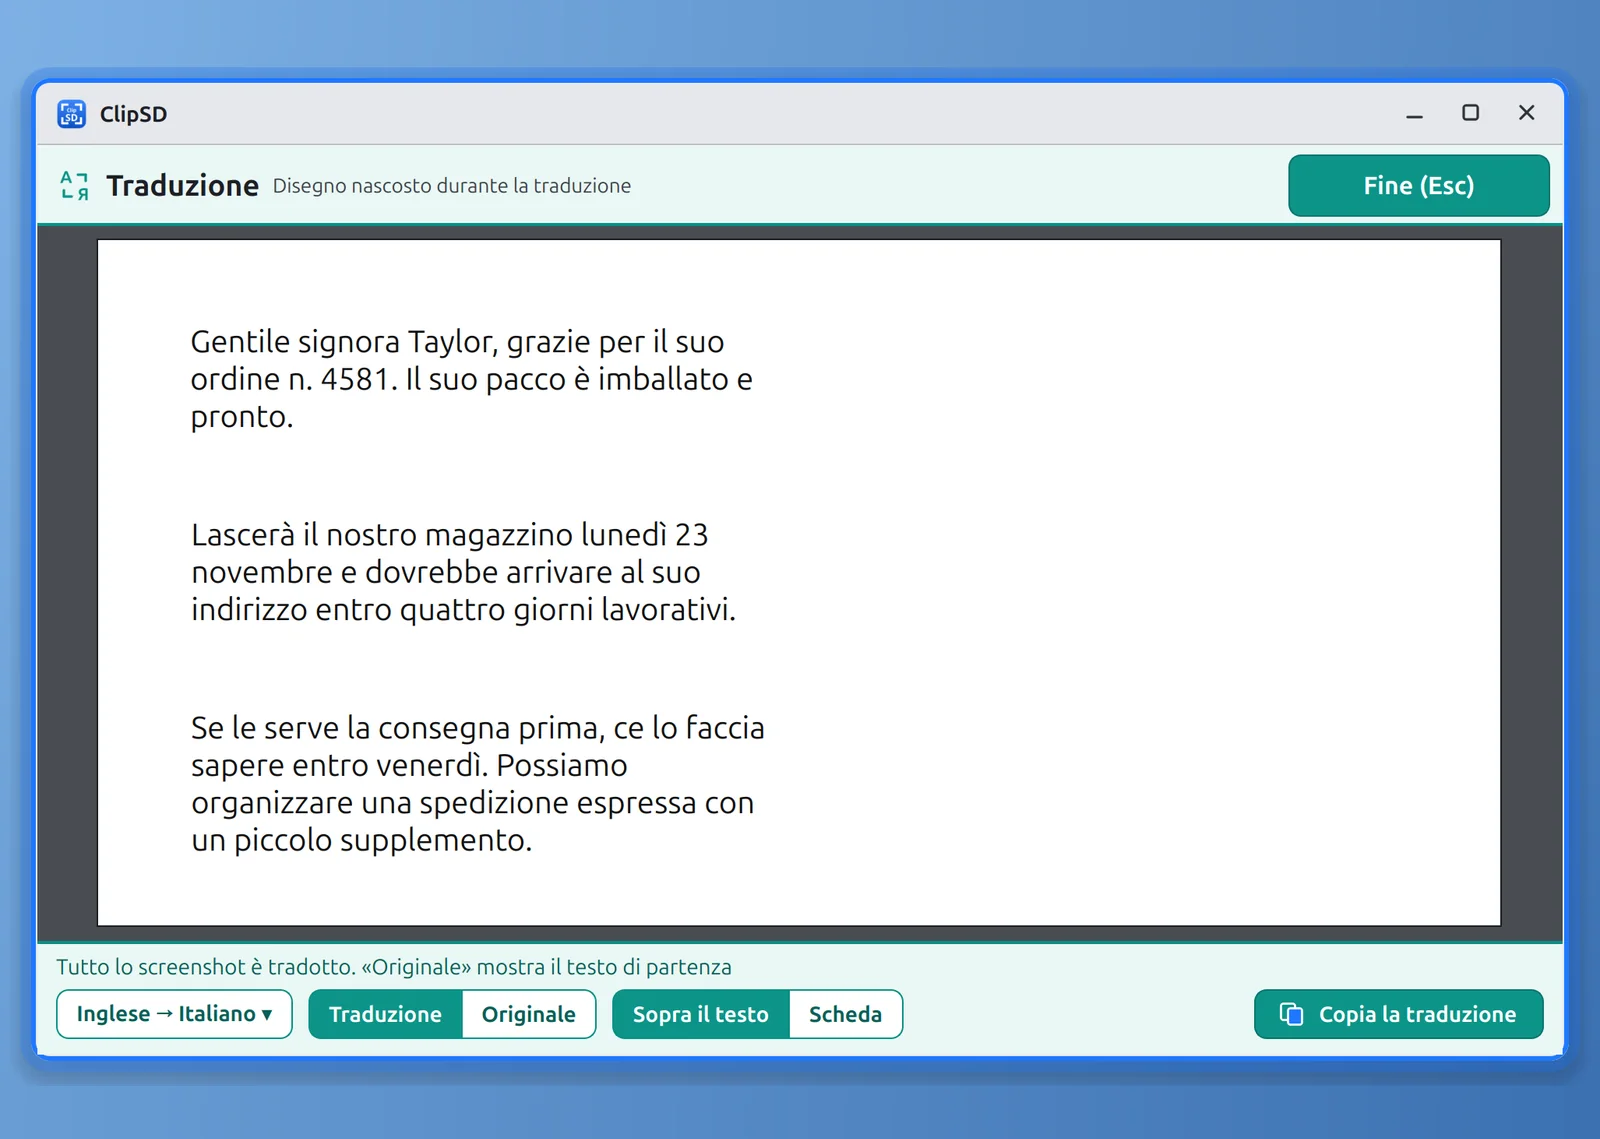 ClipSD
Traduzione Disegno nascosto durante la traduzione
Fine (Esc)
Gentile signora Taylor, grazie per il suo
ordine n. 4581. Il suo pacco è imballato e
pronto.
Lascerà il nostro magazzino lunedì 23
novembre e dovrebbe arrivare al suo
indirizzo entro quattro giorni lavorativi.
Se le serve la consegna prima, ce lo faccia
sapere entro venerdì. Possiamo
organizzare una spedizione espressa con
un piccolo supplemento.
Tutto lo screenshot è tradotto. «Originale» mostra il testo di partenza
Inglese → Italiano ▾ Traduzione Originale Sopra il testo Scheda Copia la traduzione